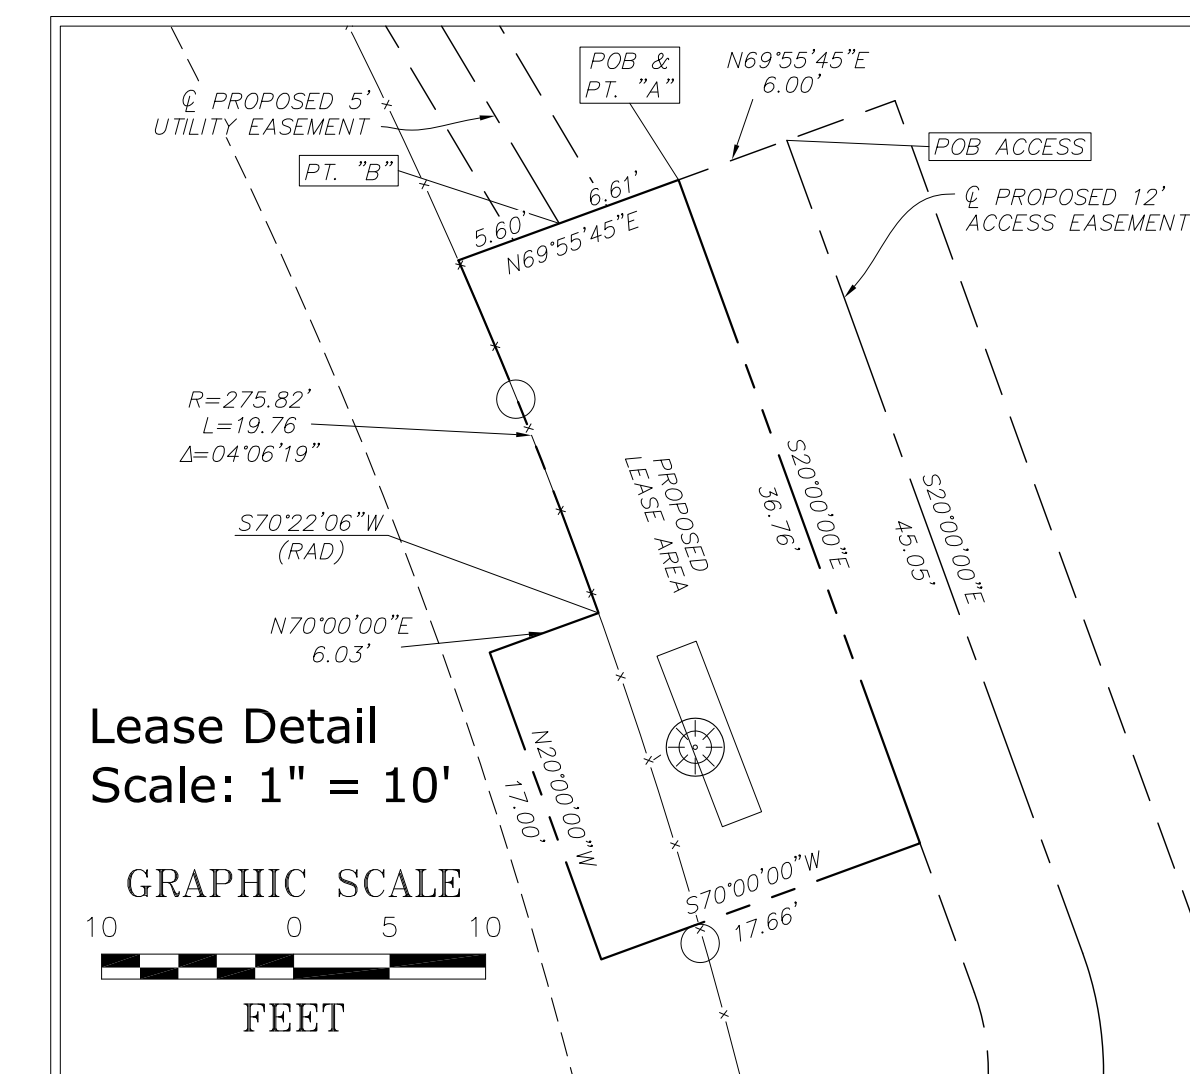 POB &
PT. "A"
N69°55'45"E
6.00'
℄ PROPOSED 5'
UTILITY EASEMENT
POB ACCESS
PT. "B"
6.61'
5.60'
N69°55'45"E
℄ PROPOSED 12'
ACCESS EASEMENT
R=275.82'
L=19.76
Δ=04°06'19"
PROPOSED
LEASE AREA
S20°00'00"E
36.76'
S20°00'00"E
45.05'
S70°22'06"W
(RAD)
N70°00'00"E
6.03'
Lease Detail
Scale: 1" = 10'
N20°00'00"W
17.00'
S70°00'00"W
17.66'
GRAPHIC SCALE
10 0 5 10
FEET